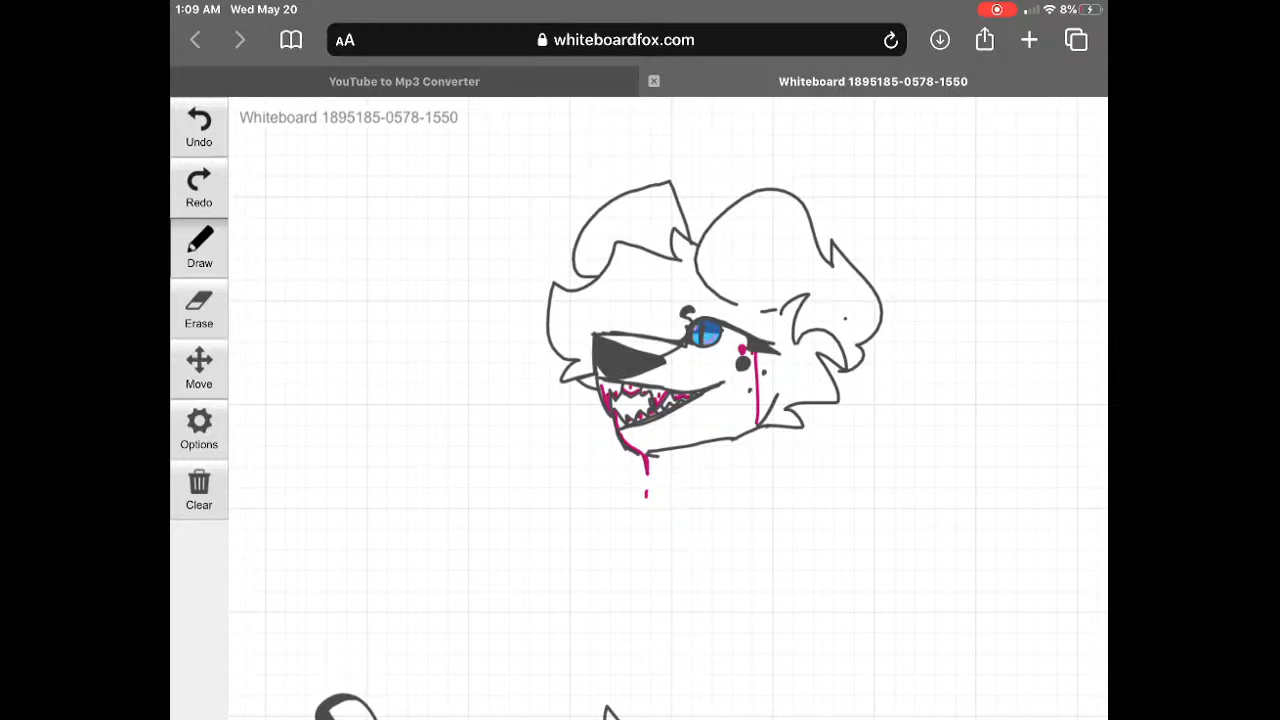 1:09 AM Wed May 20
8%
AA
whiteboardfox.com
YouTube to Mp3 Converter
Whiteboard 1895185-0578-1550
Whiteboard 1895185-0578-1550
Undo
Redo
Draw
Erase
Move
Options
Clear